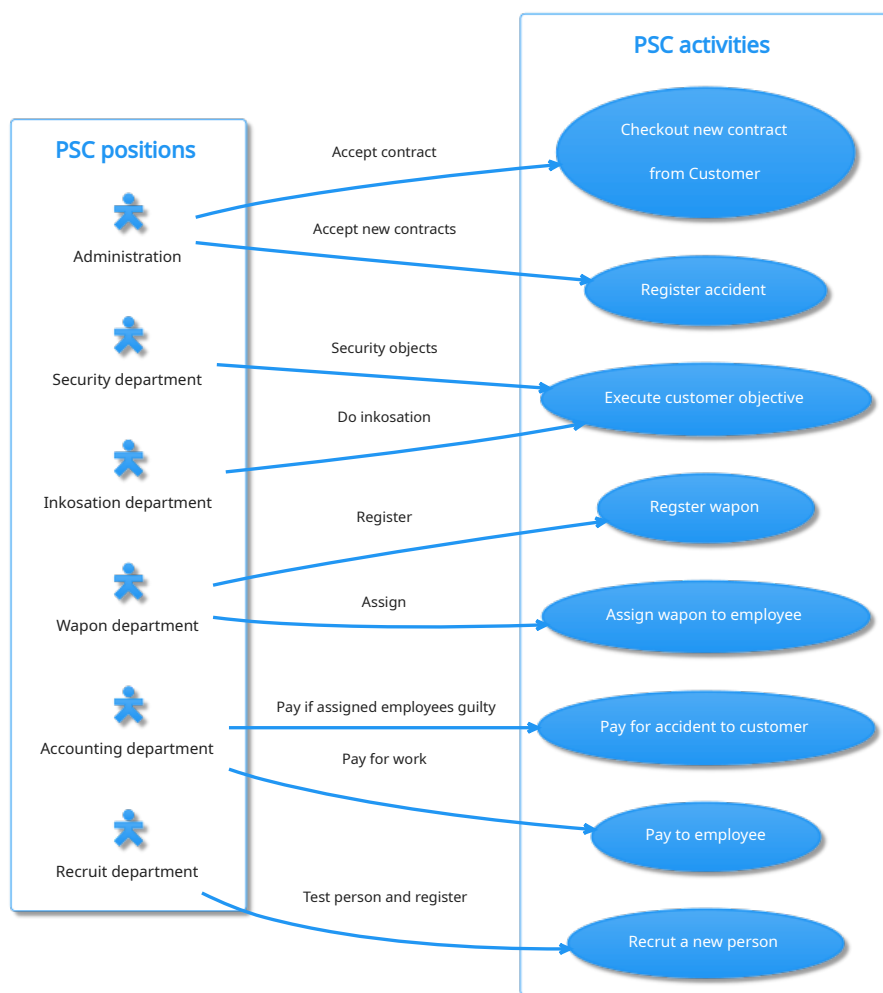 PSC activities
PSC positions
Checkout new contract
from Customer
Accept contract
Administration
Accept new contracts
Register accident
Security department
Security objects
Execute customer objective
Inkosation department
Do inkosation
Register
Regster wapon
Wapon department
Assign
Assign wapon to employee
Accounting department
Pay if assigned employees guilty
Pay for accident to customer
Pay for work
Pay to employee
Recruit department
Test person and register
Recrut a new person